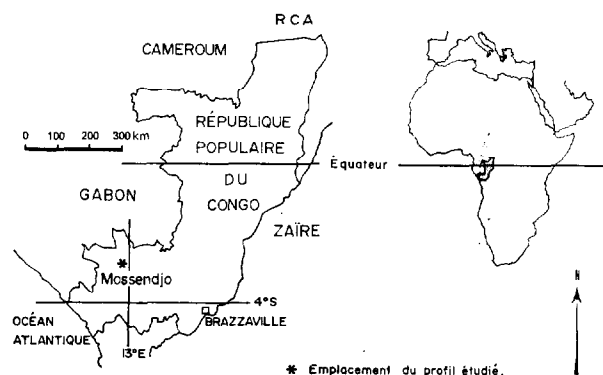 RCA
CAMEROUM
0 100 200 300 km
RÉPUBLIQUE
POPULAIRE
Équateur
DU
CONGO
GABON
ZAÏRE
Mossendjo
4°S
BRAZZAVILLE
OCÉAN
ATLANTIQUE
13°E
N
* Emplacement du profil étudié.